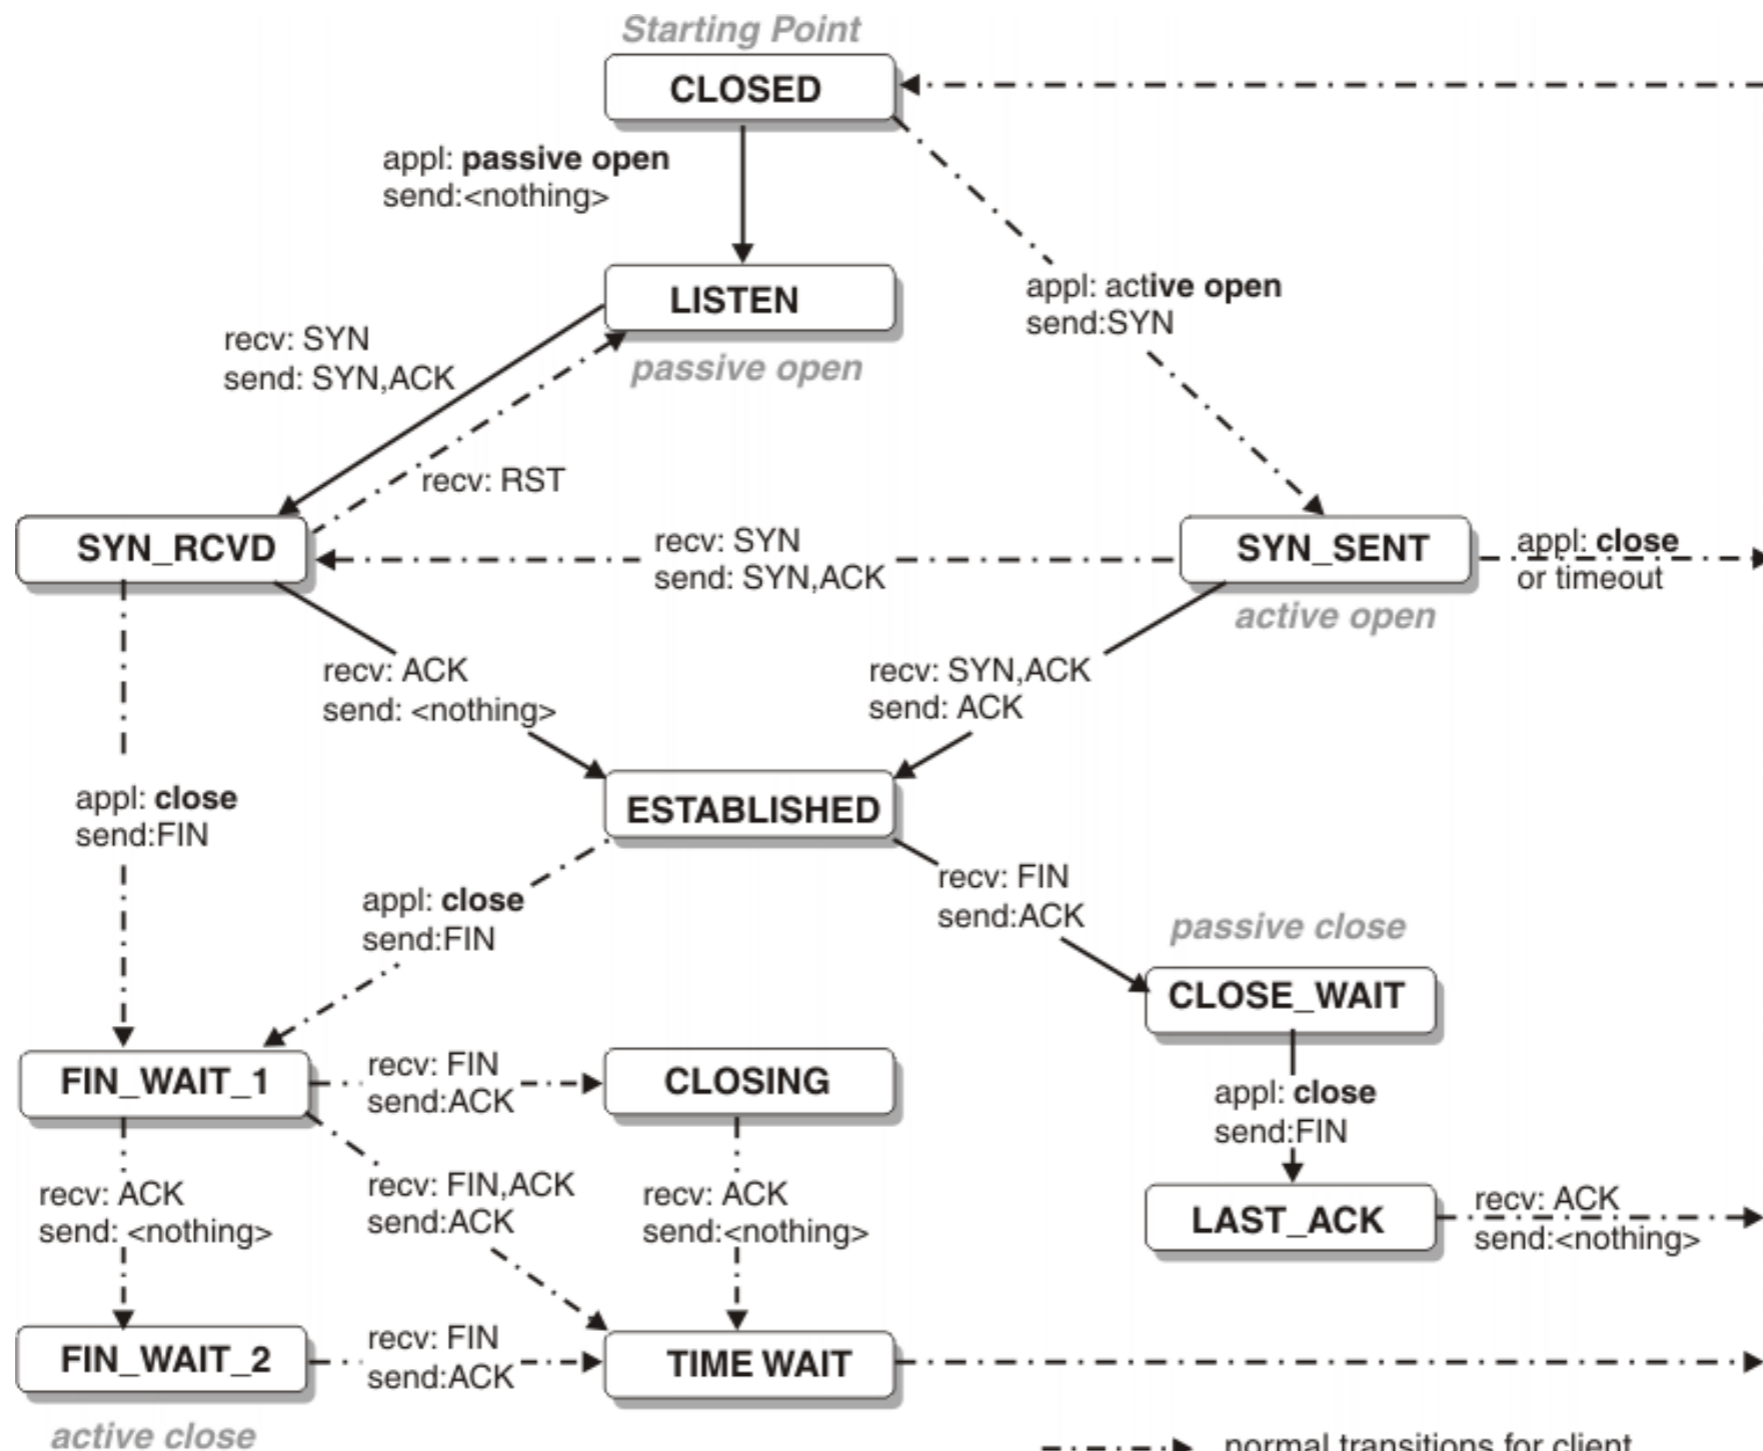 Starting Point
CLOSED
appl: passive open
send:<nothing>
LISTEN
passive open
appl: active open
send:SYN
recv: SYN
send: SYN,ACK
recv: RST
SYN_RCVD
recv: SYN
send: SYN,ACK
SYN_SENT
active open
appl: close
or timeout
recv: ACK
send: <nothing>
recv: SYN,ACK
send: ACK
appl: close
send:FIN
ESTABLISHED
appl: close
send:FIN
recv: FIN
send:ACK
passive close
CLOSE_WAIT
FIN_WAIT_1
recv: FIN
send:ACK
CLOSING
appl: close
send:FIN
recv: ACK
send: <nothing>
recv: FIN,ACK
send:ACK
recv: ACK
send:<nothing>
LAST_ACK
recv: ACK
send:<nothing>
FIN_WAIT_2
active close
recv: FIN
send:ACK
TIME WAIT
normal transitions for client